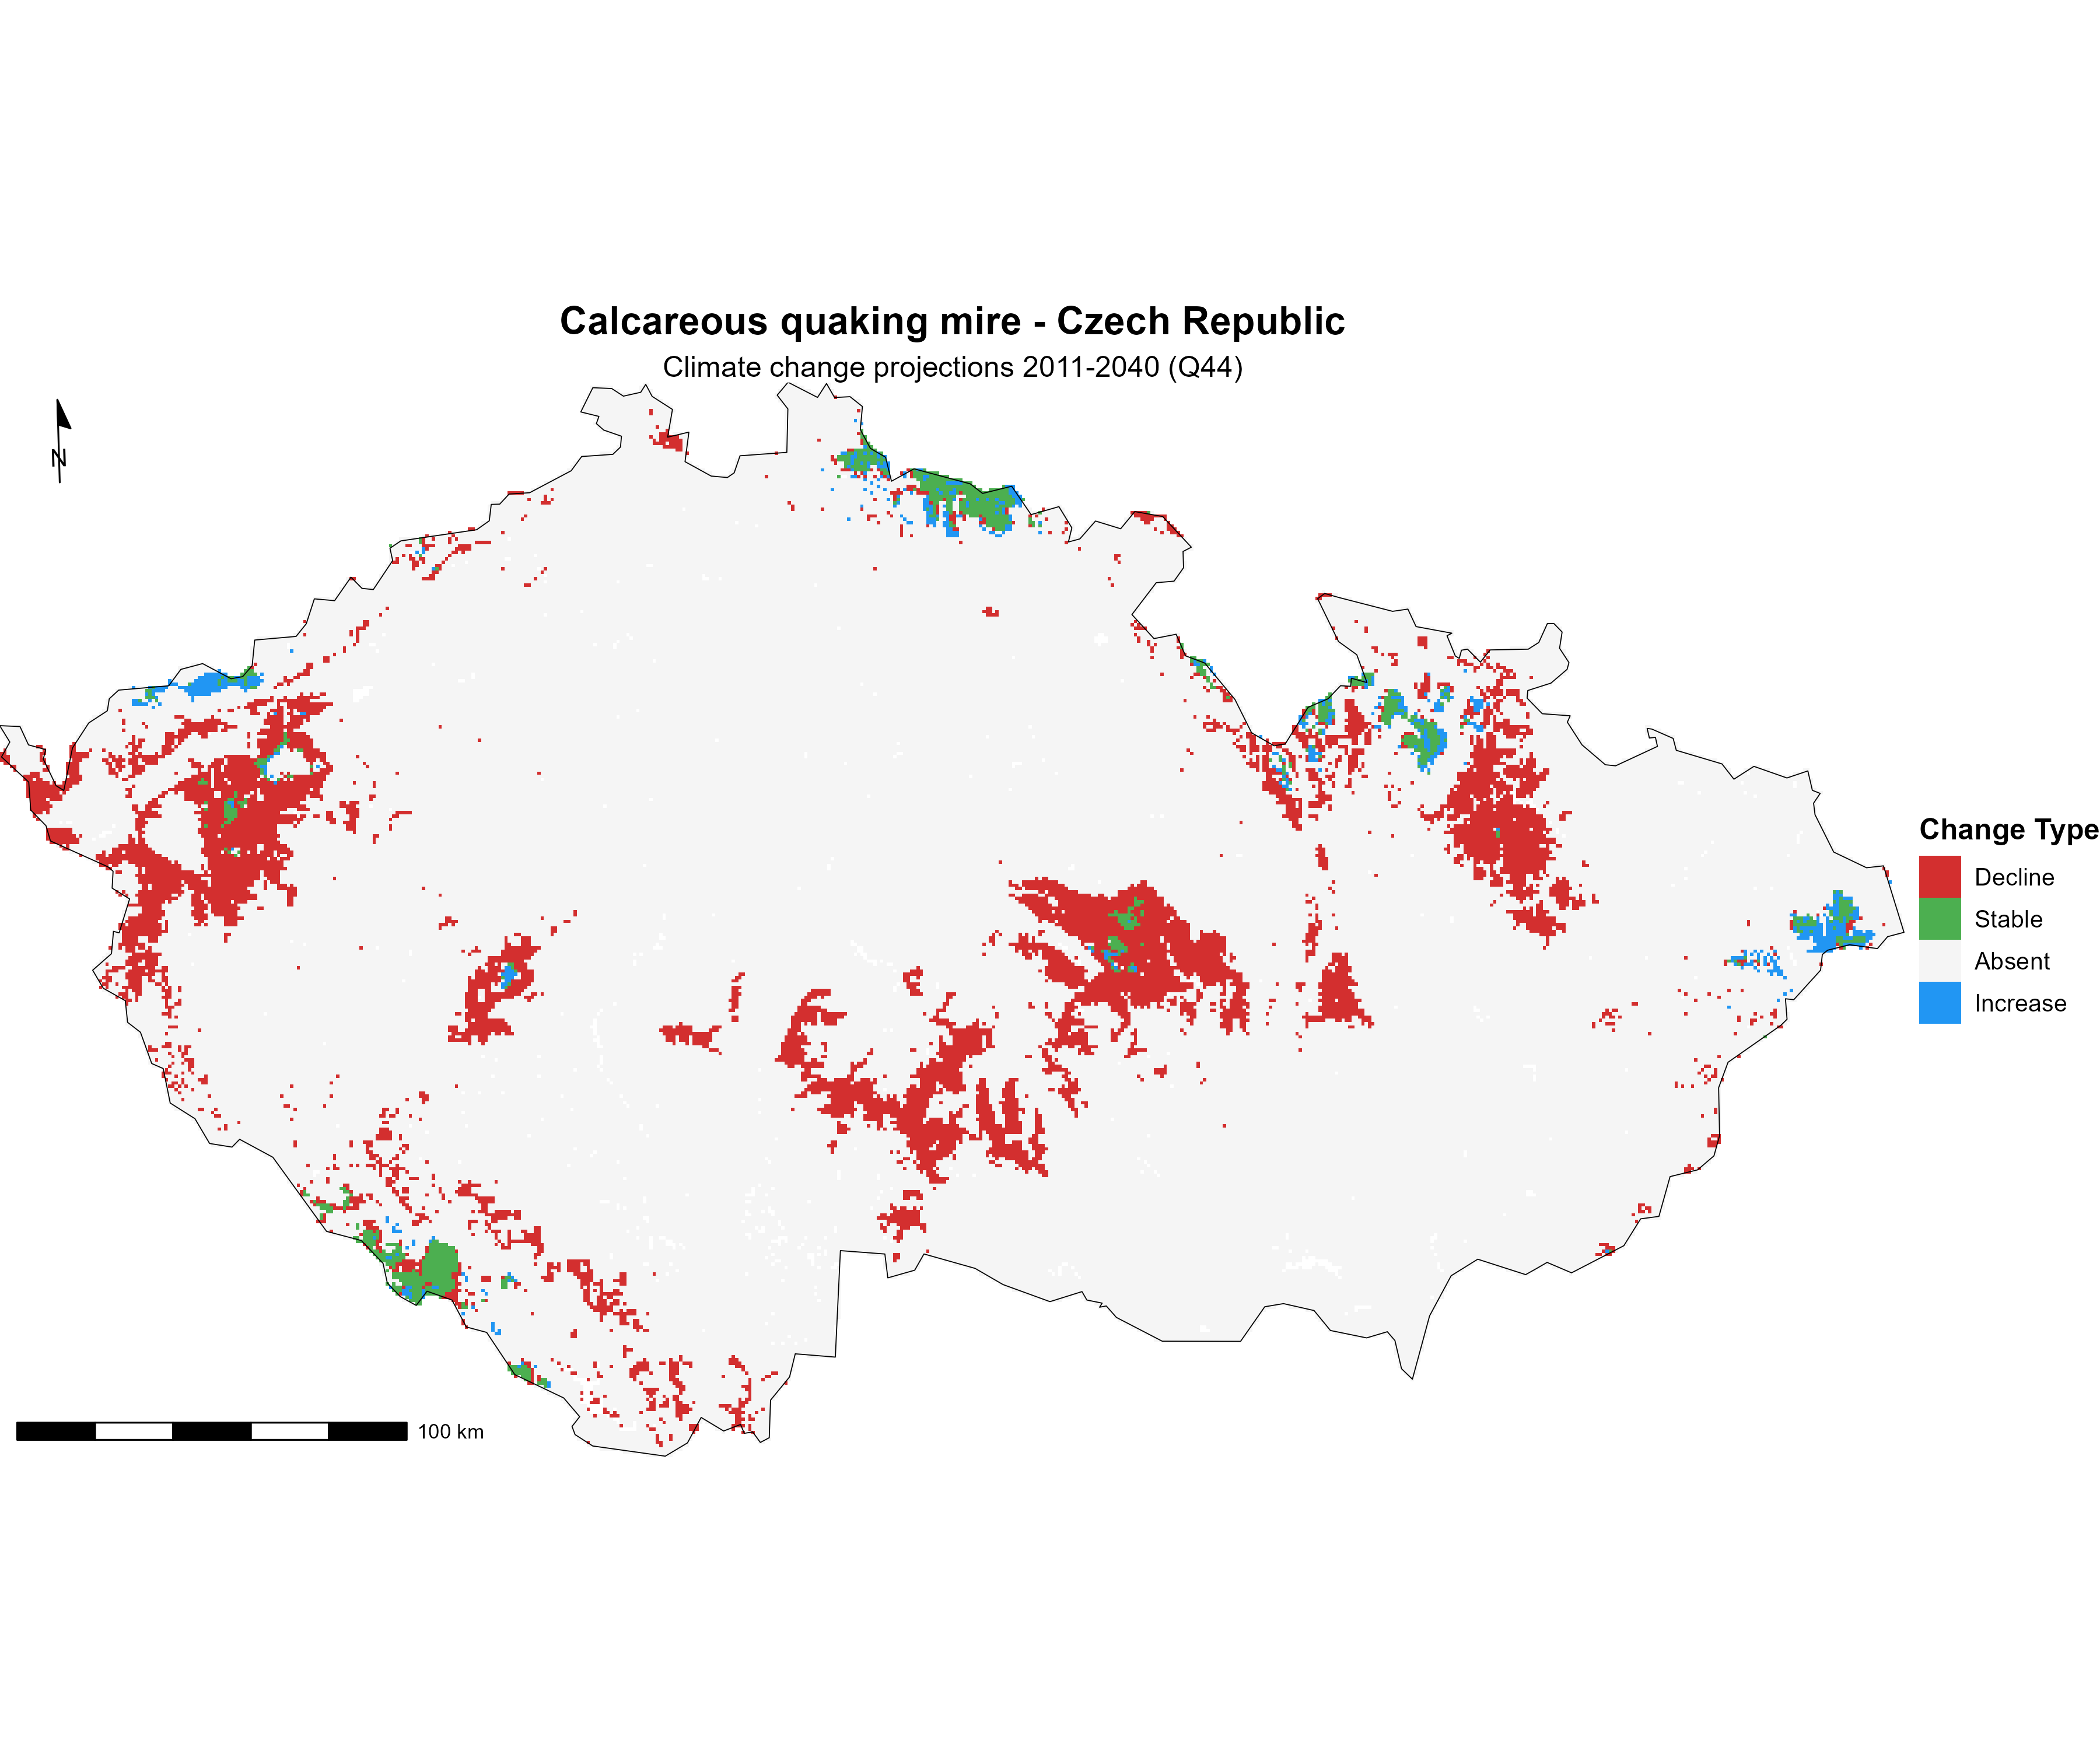 Calcareous quaking mire - Czech Republic
Climate change projections 2011-2040 (Q44)
N
Change Type
Decline
Stable
Absent
Increase
100 km